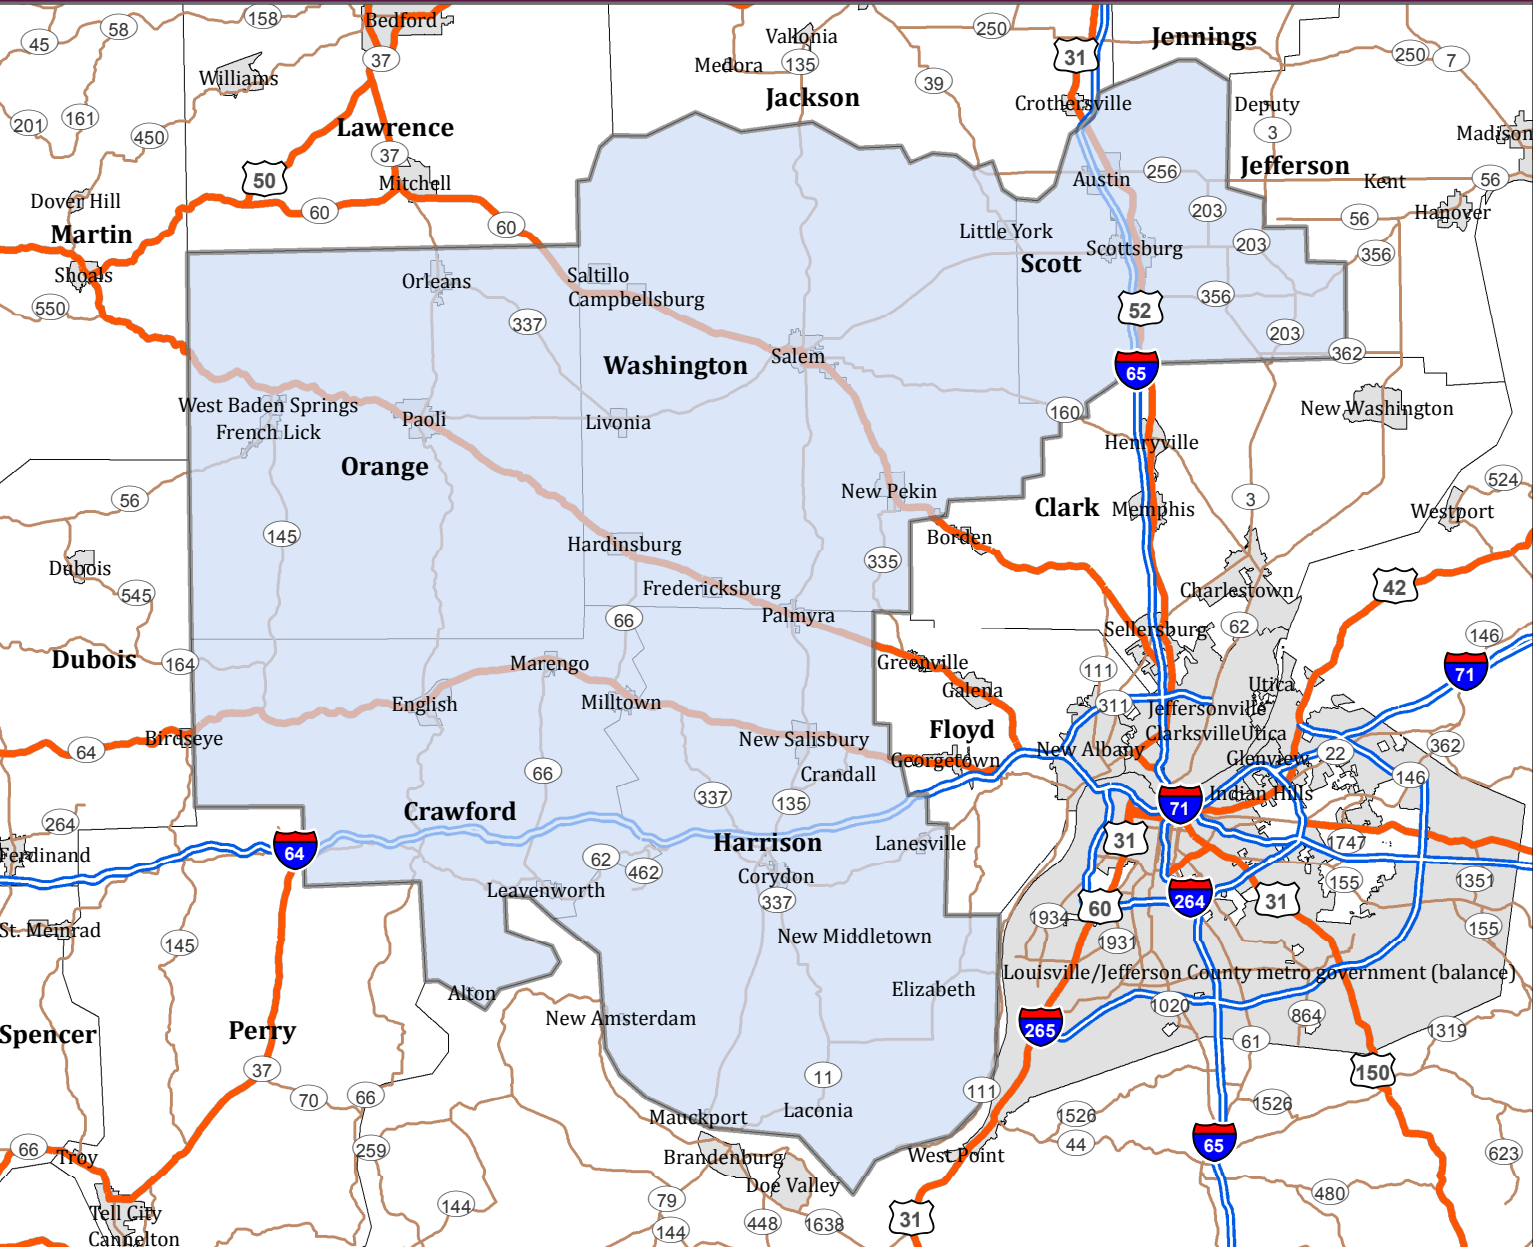 Bedford
158
58
45
37
Williams
201
161
450
Lawrence
37
50
Mitchell
60
60
Dover Hill
Martin
Shoals
550
Vallonia
Medora
135
Jackson
39
250
31
Jennings
250
7
Crothersville
Deputy
3
Madison
Jefferson
Kent
56
56
Hanover
356
Austin
256
203
203
Little York
Scottsburg
Scott
356
52
203
362
65
Orleans
Saltillo
Campbellsburg
337
Washington
Salem
West Baden Springs
French Lick
Paoli
Livonia
Orange
160
New Washington
Henryville
New Pekin
Clark
Memphis
3
524
Westport
56
145
Hardinsburg
Borden
335
Dubois
545
Fredericksburg
Palmyra
66
Charlestown
42
Sellersburg
62
146
Dubois
164
Marengo
Milltown
English
Greenville
Galena
111
311
Utica
71
Jeffersonville
Floyd
Clarksville
Utica
Birdseye
64
New Salisbury
Crandall
Georgetown
New Albany
Glenview
22
362
146
66
337
135
Indian Hills
71
264
Crawford
Harrison
Lanesville
31
1747
Ferdinand
64
62
462
Corydon
Leavenworth
337
60
264
31
155
1351
St. Meinrad
145
New Middletown
1934
1931
155
Louisville/Jefferson County metro government (balance)
Alton
Elizabeth
New Amsterdam
1020
864
265
61
1319
Spencer
Perry
37
11
111
150
70
66
Mauckport
Laconia
1526
1526
44
65
66
Troy
259
Brandenburg
West Point
623
Doe Valley
480
79
144
144
448
1638
31
Tell City
Cannelton